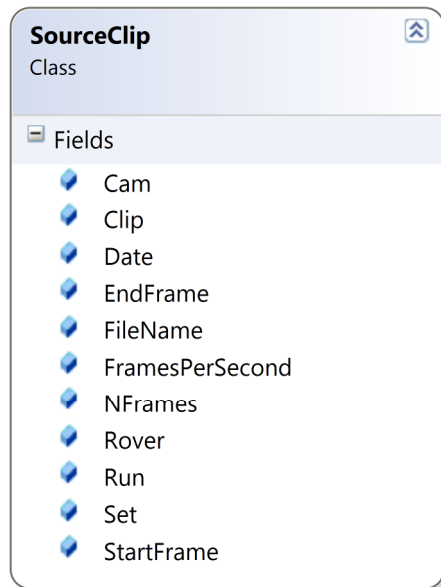 SourceClip
Class
Fields
Cam
Clip
Date
EndFrame
FileName
FramesPerSecond
NFrames
Rover
Run
Set
StartFrame